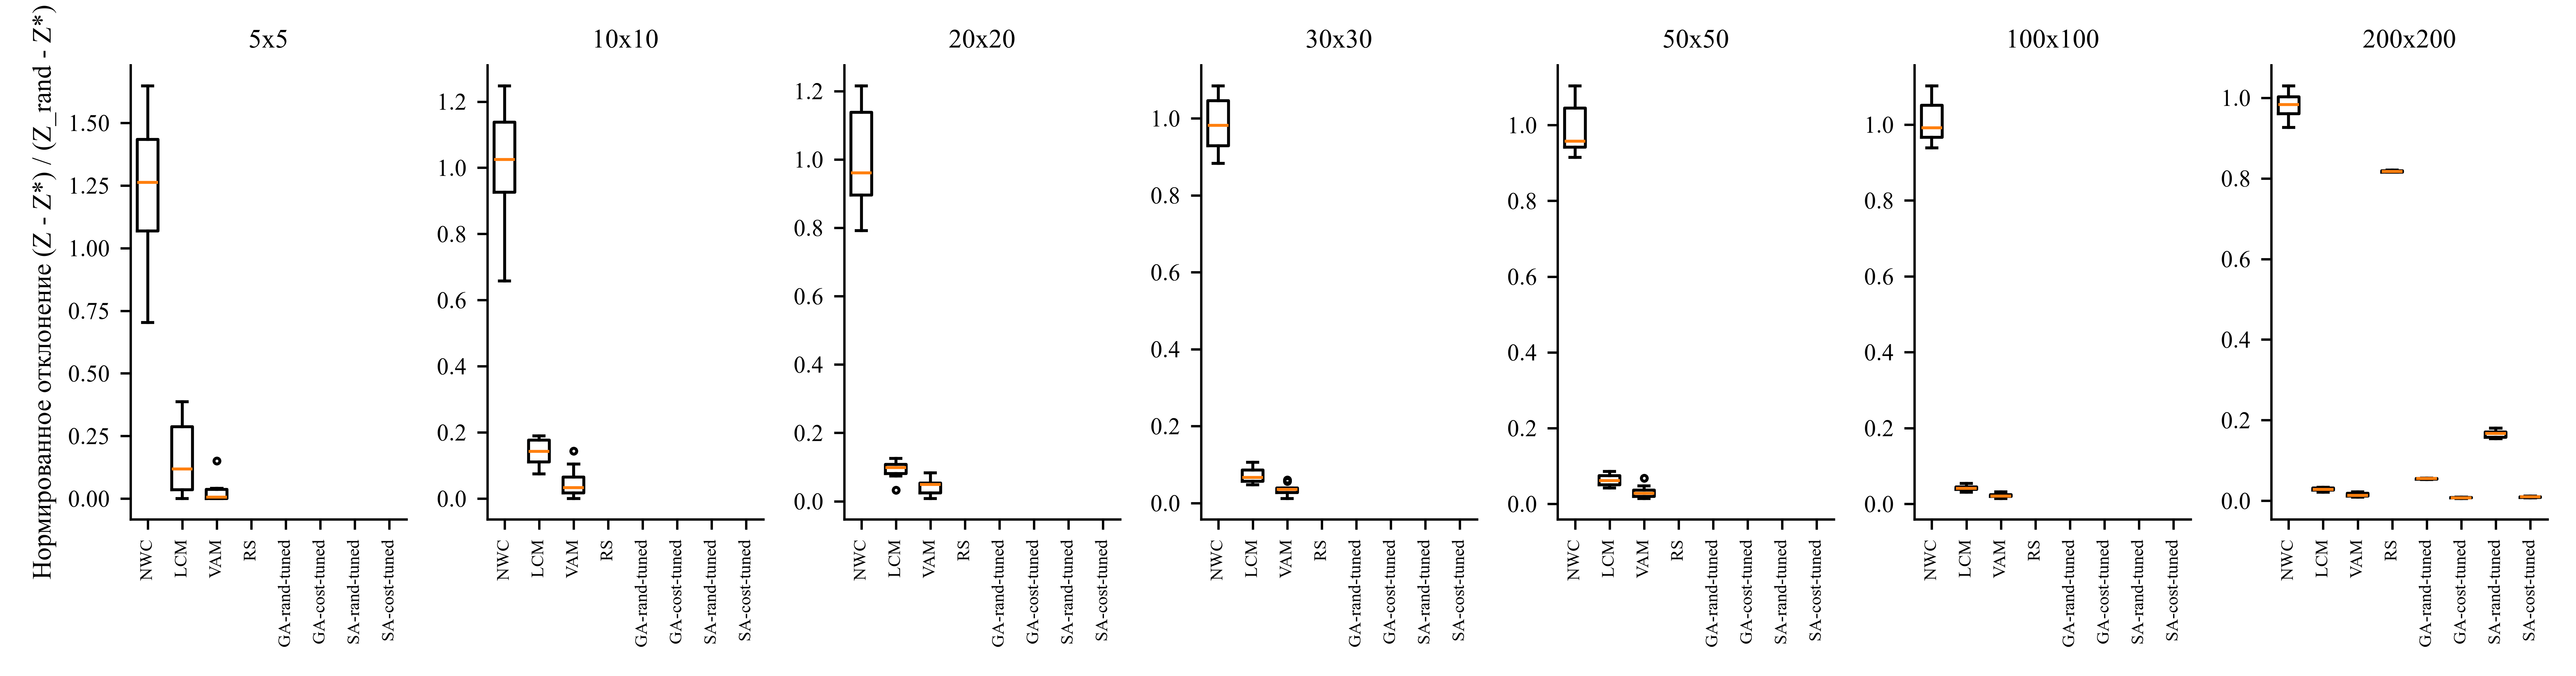 Нормированное отклонение (Z - Z*) / (Z_rand - Z*)
5x5
1.50
1.25
1.00
0.75
0.50
0.25
0.00
NWC
LCM
VAM
RS
GA-rand-tuned
GA-cost-tuned
SA-rand-tuned
SA-cost-tuned
10x10
1.2
1.0
0.8
0.6
0.4
0.2
0.0
NWC
LCM
VAM
RS
GA-rand-tuned
GA-cost-tuned
SA-rand-tuned
SA-cost-tuned
20x20
1.2
1.0
0.8
0.6
0.4
0.2
0.0
NWC
LCM
VAM
RS
GA-rand-tuned
GA-cost-tuned
SA-rand-tuned
SA-cost-tuned
30x30
1.0
0.8
0.6
0.4
0.2
0.0
NWC
LCM
VAM
RS
GA-rand-tuned
GA-cost-tuned
SA-rand-tuned
SA-cost-tuned
50x50
1.0
0.8
0.6
0.4
0.2
0.0
NWC
LCM
VAM
RS
GA-rand-tuned
GA-cost-tuned
SA-rand-tuned
SA-cost-tuned
100x100
1.0
0.8
0.6
0.4
0.2
0.0
NWC
LCM
VAM
RS
GA-rand-tuned
GA-cost-tuned
SA-rand-tuned
SA-cost-tuned
200x200
1.0
0.8
0.6
0.4
0.2
0.0
NWC
LCM
VAM
RS
GA-rand-tuned
GA-cost-tuned
SA-rand-tuned
SA-cost-tuned